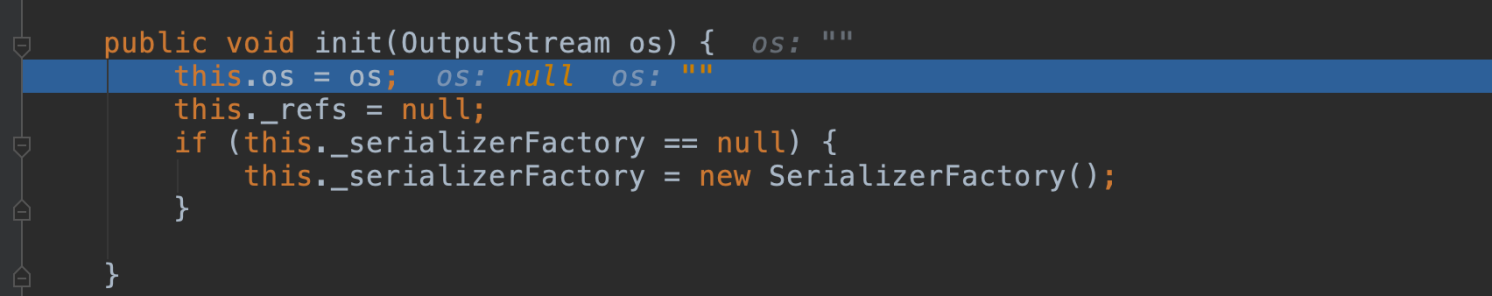 public void init(OutputStream os) {  os: ""
    this.os = os;  os: null  os: ""
    this._refs = null;
    if (this._serializerFactory == null) {
        this._serializerFactory = new SerializerFactory();
    }
}